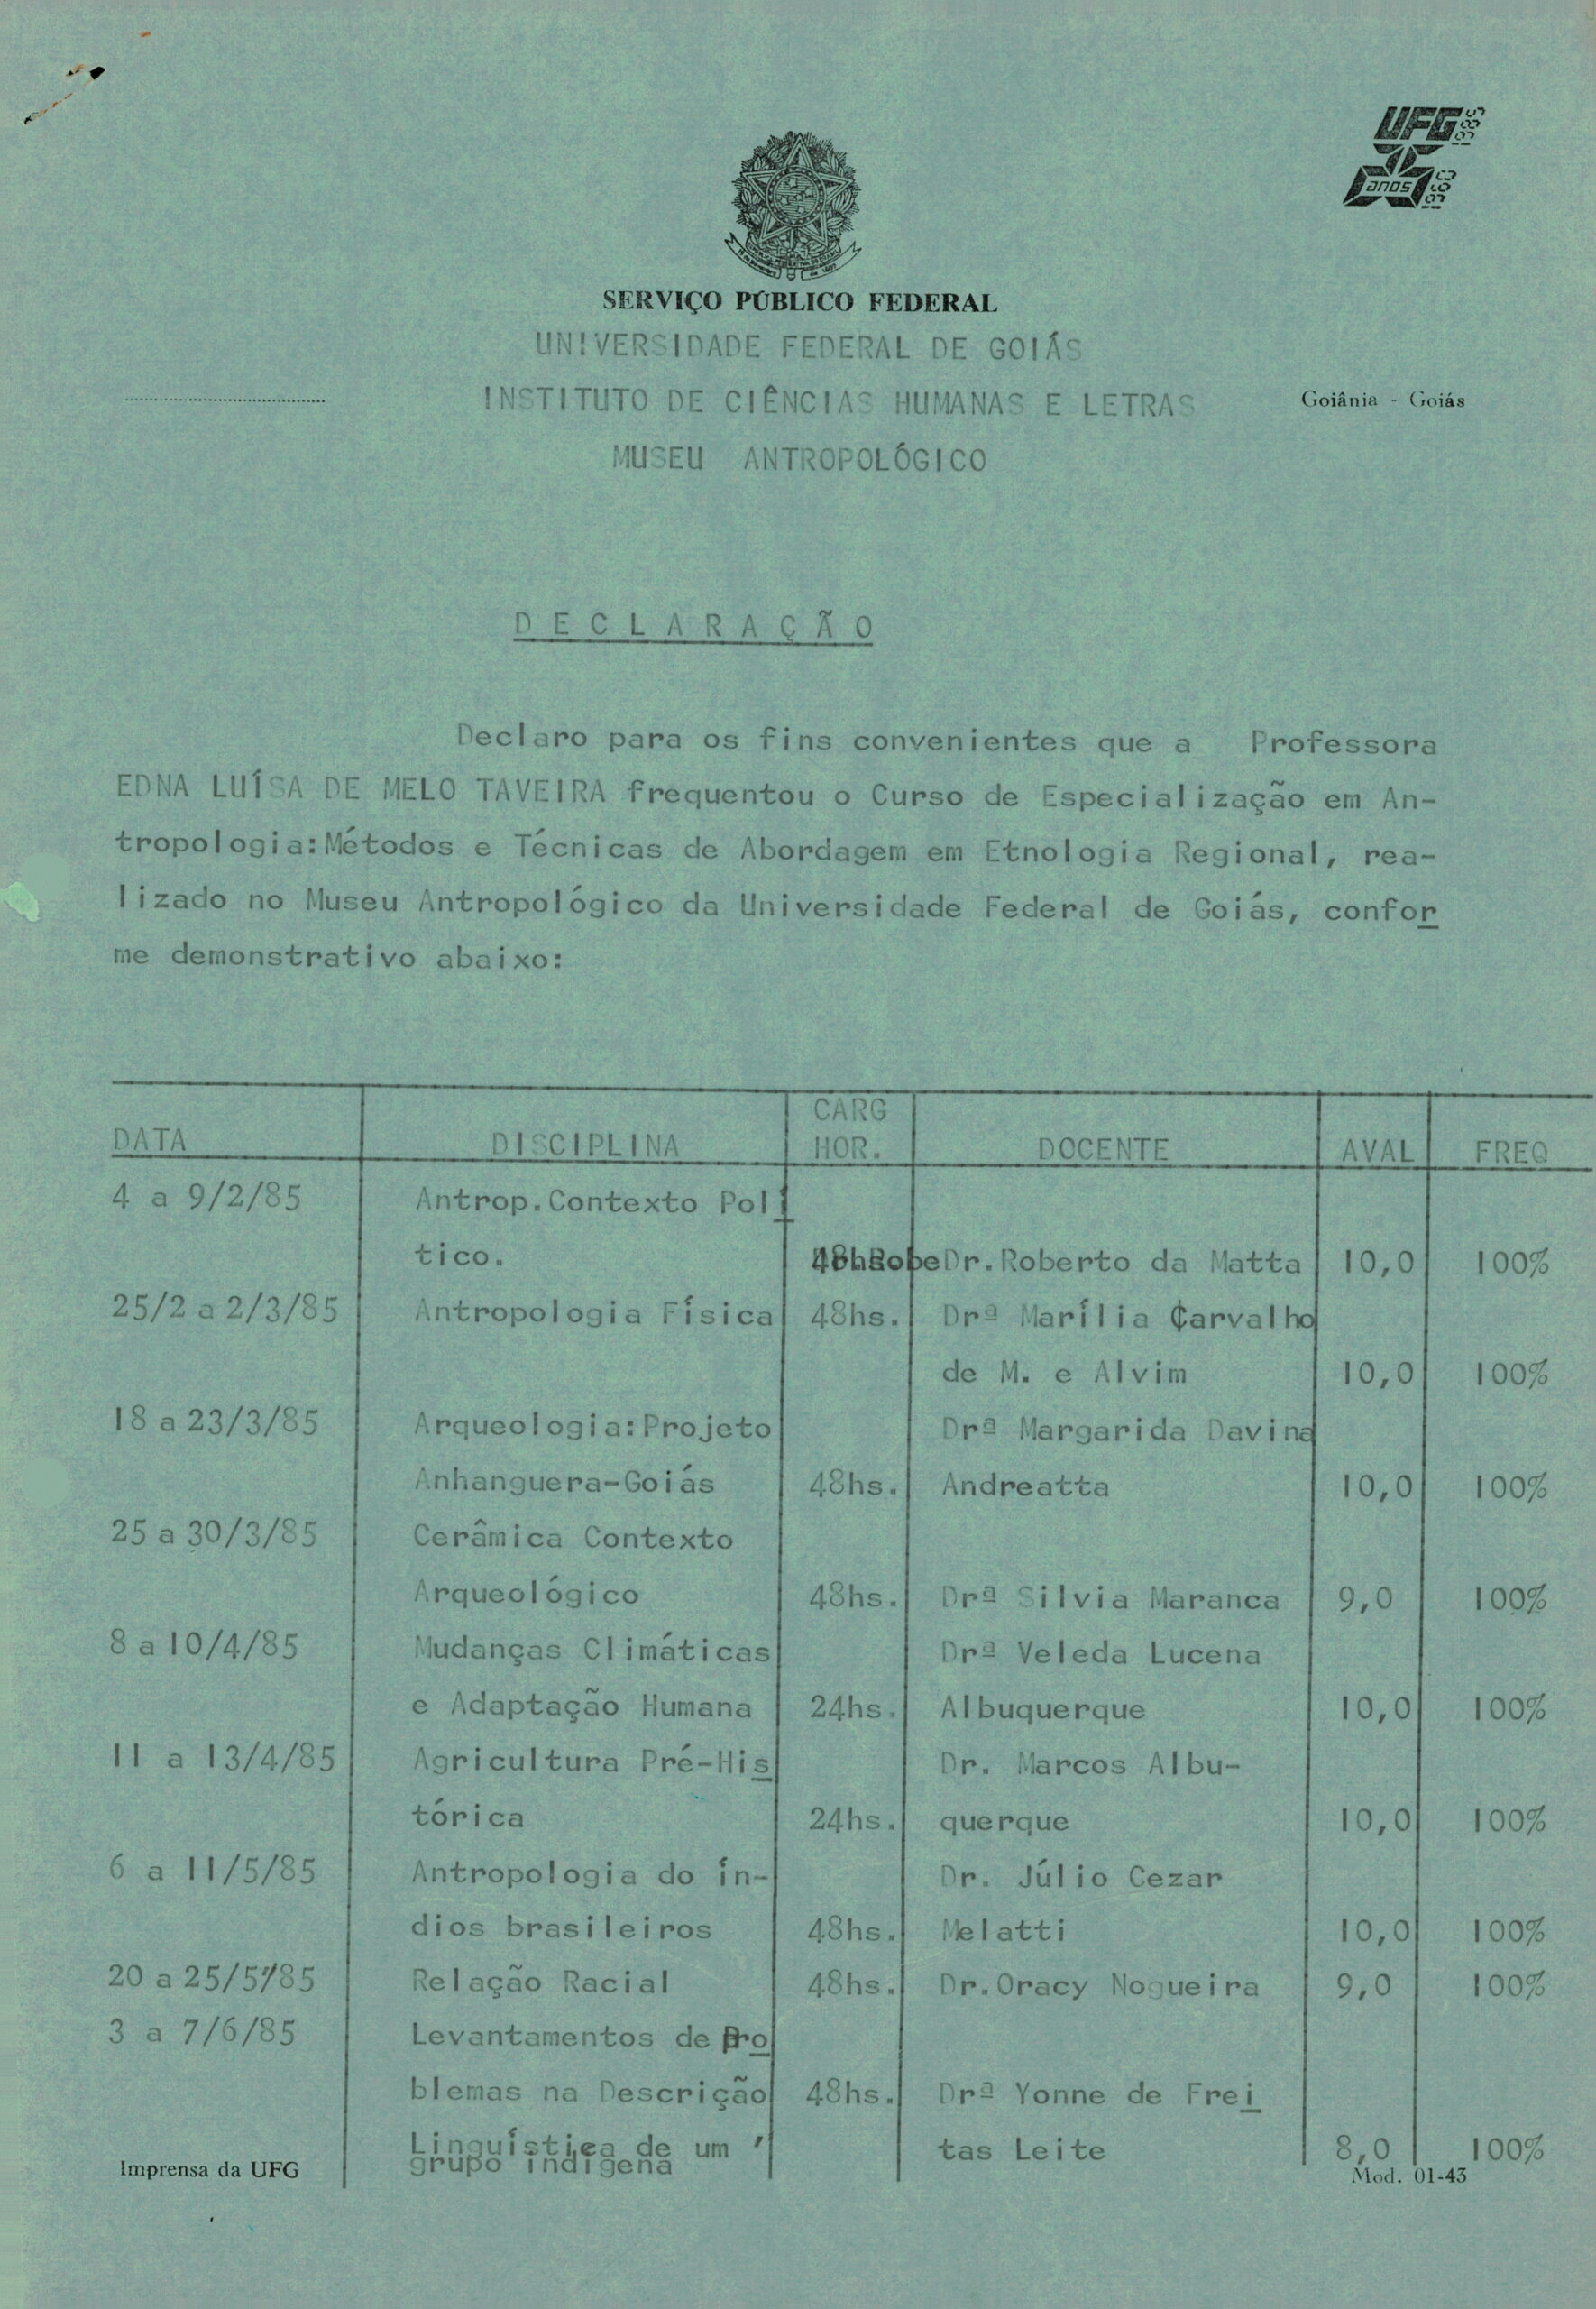 UFG
1985
anos
1960
SERVIÇO PÚBLICO FEDERAL
UNIVERSIDADE FEDERAL DE GOIÁS
INSTITUTO DE CIÊNCIAS HUMANAS E LETRAS
Goiânia - Goiás
MUSEU ANTROPOLÓGICO
D E C L A R A Ç Ã O
Declaro para os fins convenientes que a Professora
EDNA LUÍSA DE MELO TAVEIRA frequentou o Curso de Especialização em An-
tropologia:Métodos e Técnicas de Abordagem em Etnologia Regional, rea-
lizado no Museu Antropológico da Universidade Federal de Goiás, confor
me demonstrativo abaixo:
CARG
DATA DISCIPLINA HOR. DOCENTE AVAL FREQ
4 a 9/2/85 Antrop.Contexto Polí
tico. 48hs. Dr.Roberto da Matta 10,0 100%
25/2 a 2/3/85 Antropologia Física 48hs. Drª Marília Carvalho
de M. e Alvim 10,0 100%
18 a 23/3/85 Arqueologia:Projeto Drª Margarida Davina
Anhanguera-Goiás 48hs. Andreatta 10,0 100%
25 a 30/3/85 Cerâmica Contexto
Arqueológico 48hs. Drª Silvia Maranca 9,0 100%
8 a 10/4/85 Mudanças Climáticas Drª Veleda Lucena
e Adaptação Humana 24hs. Albuquerque 10,0 100%
11 a 13/4/85 Agricultura Pré-His Dr. Marcos Albu-
tórica 24hs. querque 10,0 100%
6 a 11/5/85 Antropologia do ín- Dr. Júlio Cezar
dios brasileiros 48hs. Melatti 10,0 100%
20 a 25/5/85 Relação Racial 48hs. Dr.Oracy Nogueira 9,0 100%
3 a 7/6/85 Levantamentos de Pro
blemas na Descrição 48hs. Drª Yonne de Frei
Linguística de um ' tas Leite 8,0 100%
grupo indígena
Imprensa da UFG Mod. 01-43